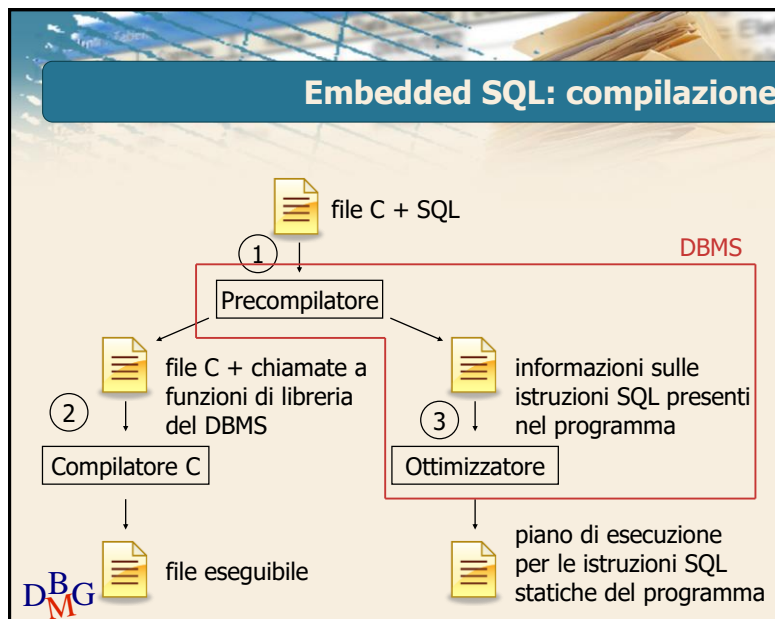 Embedded SQL: compilazione
file C + SQL
1
DBMS
Precompilatore
file C + chiamate a
funzioni di libreria
del DBMS
informazioni sulle
istruzioni SQL presenti
nel programma
2
3
Compilatore C
Ottimizzatore
file eseguibile
piano di esecuzione
per le istruzioni SQL
statiche del programma
DBMG